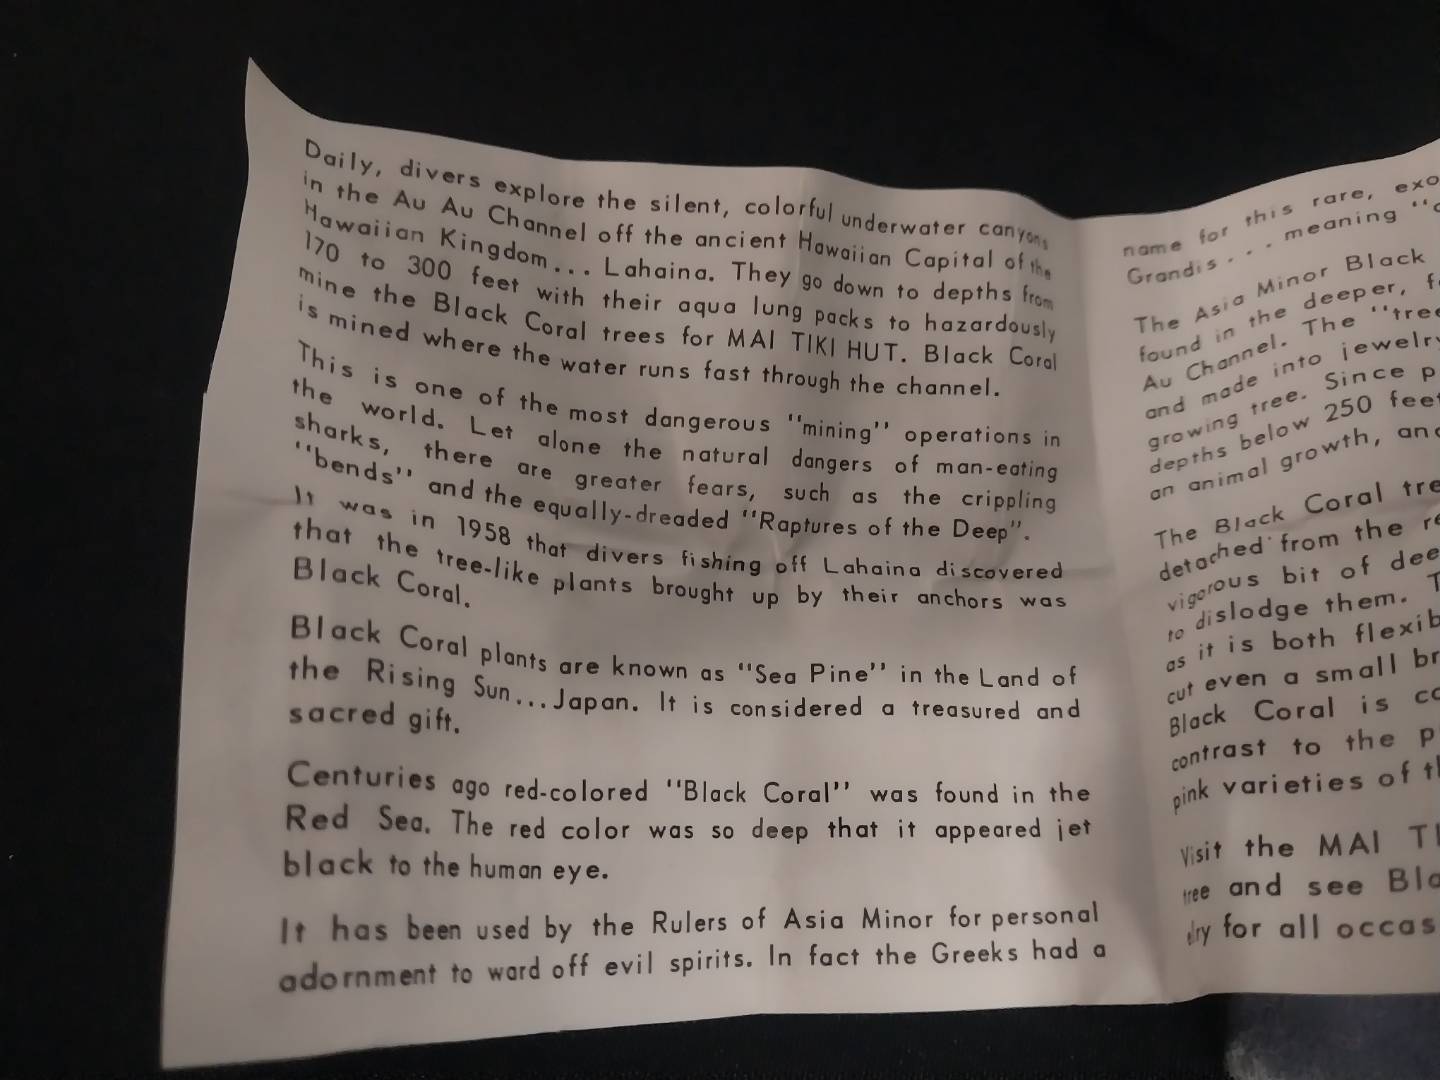 Daily, divers explore the silent, colorful underwater canyons
in the Au Au Channel off the ancient Hawaiian Capital of the
Hawaiian Kingdom... Lahaina. They go down to depths from
170 to 300 feet with their aqua lung packs to hazardously
mine the Black Coral trees for MAI TIKI HUT. Black Coral
is mined where the water runs fast through the channel.
This is one of the most dangerous "mining" operations in
the world. Let alone the natural dangers of man-eating
sharks, there are greater fears, such as the crippling
"bends" and the equally-dreaded "Raptures of the Deep".
It was in 1958 that divers fishing off Lahaina discovered
that the tree-like plants brought up by their anchors was
Black Coral.
Black Coral plants are known as "Sea Pine" in the Land of
the Rising Sun...Japan. It is considered a treasured and
sacred gift.
Centuries ago red-colored "Black Coral" was found in the
Red Sea. The red color was so deep that it appeared jet
black to the human eye.
It has been used by the Rulers of Asia Minor for personal
adornment to ward off evil spirits. In fact the Greeks had a
name for this rare,
Grandis... meaning
The Asia Minor Black
found in the deeper,
Au Channel. The
and made into
growing tree. Since
depths below 250
an animal growth,
The Black Coral
detached from the
vigorous bit of
to dislodge them.
as it is both
cut even a small
Black Coral is
contrast to the
pink varieties of
Visit the MAI
tree and see
for all